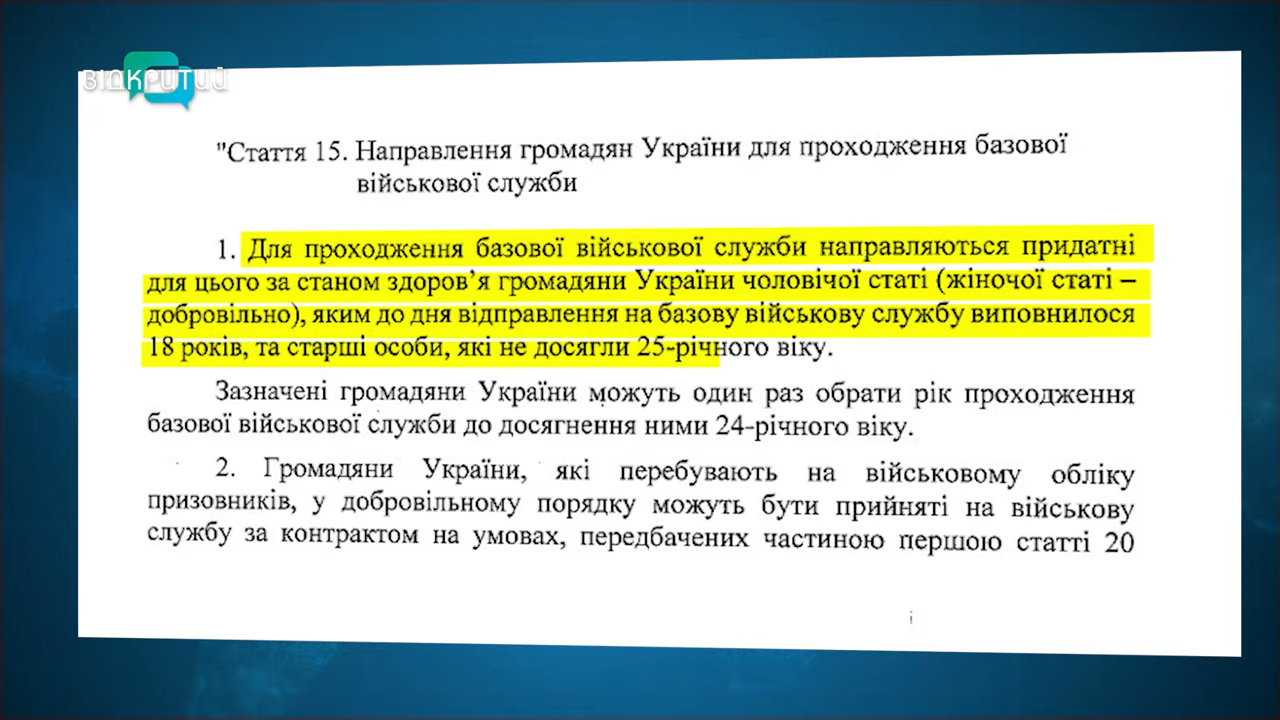 ВІДКРИТИЙ
"Стаття 15. Направлення громадян України для проходження базової
військової служби
1. Для проходження базової військової служби направляються придатні
для цього за станом здоров’я громадяни України чоловічої статі (жіночої статі –
добровільно), яким до дня відправлення на базову військову службу виповнилося
18 років, та старші особи, які не досягли 25-річного віку.
Зазначені громадяни України можуть один раз обрати рік проходження
базової військової служби до досягнення ними 24-річного віку.
2. Громадяни України, які перебувають на військовому обліку
призовників, у добровільному порядку можуть бути прийняті на військову
службу за контрактом на умовах, передбачених частиною першою статті 20